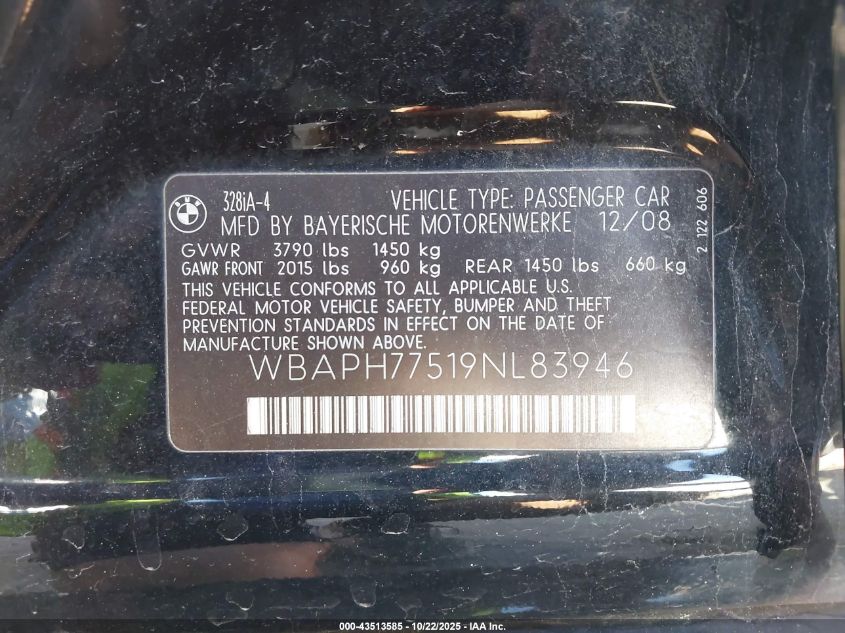 BMW
328iA-4 VEHICLE TYPE: PASSENGER CAR
MFD BY BAYERISCHE MOTORENWERKE 12/08
GVWR 3790 lbs 1450 kg
GAWR FRONT 2015 lbs 960 kg REAR 1450 lbs 660 kg
THIS VEHICLE CONFORMS TO ALL APPLICABLE U.S.
FEDERAL MOTOR VEHICLE SAFETY, BUMPER AND THEFT
PREVENTION STANDARDS IN EFFECT ON THE DATE OF
MANUFACTURE SHOWN ABOVE.
WBAPH77519NL83946
2 122 606
000-43513585 - 10/22/2025 - IAA Inc.